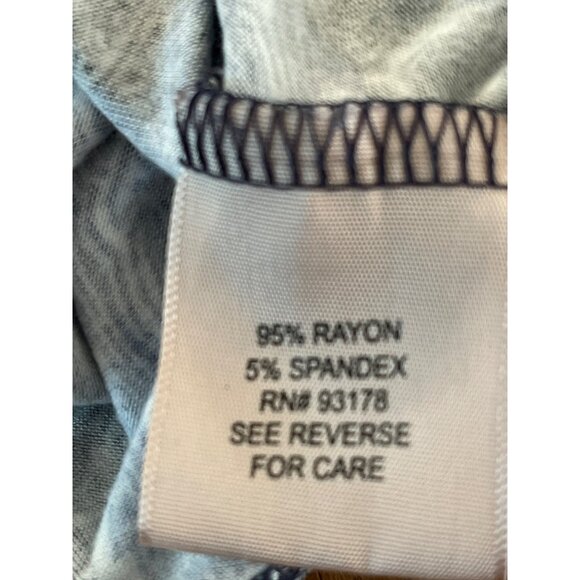 95% RAYON
5% SPANDEX
RN# 93178
SEE REVERSE
FOR CARE